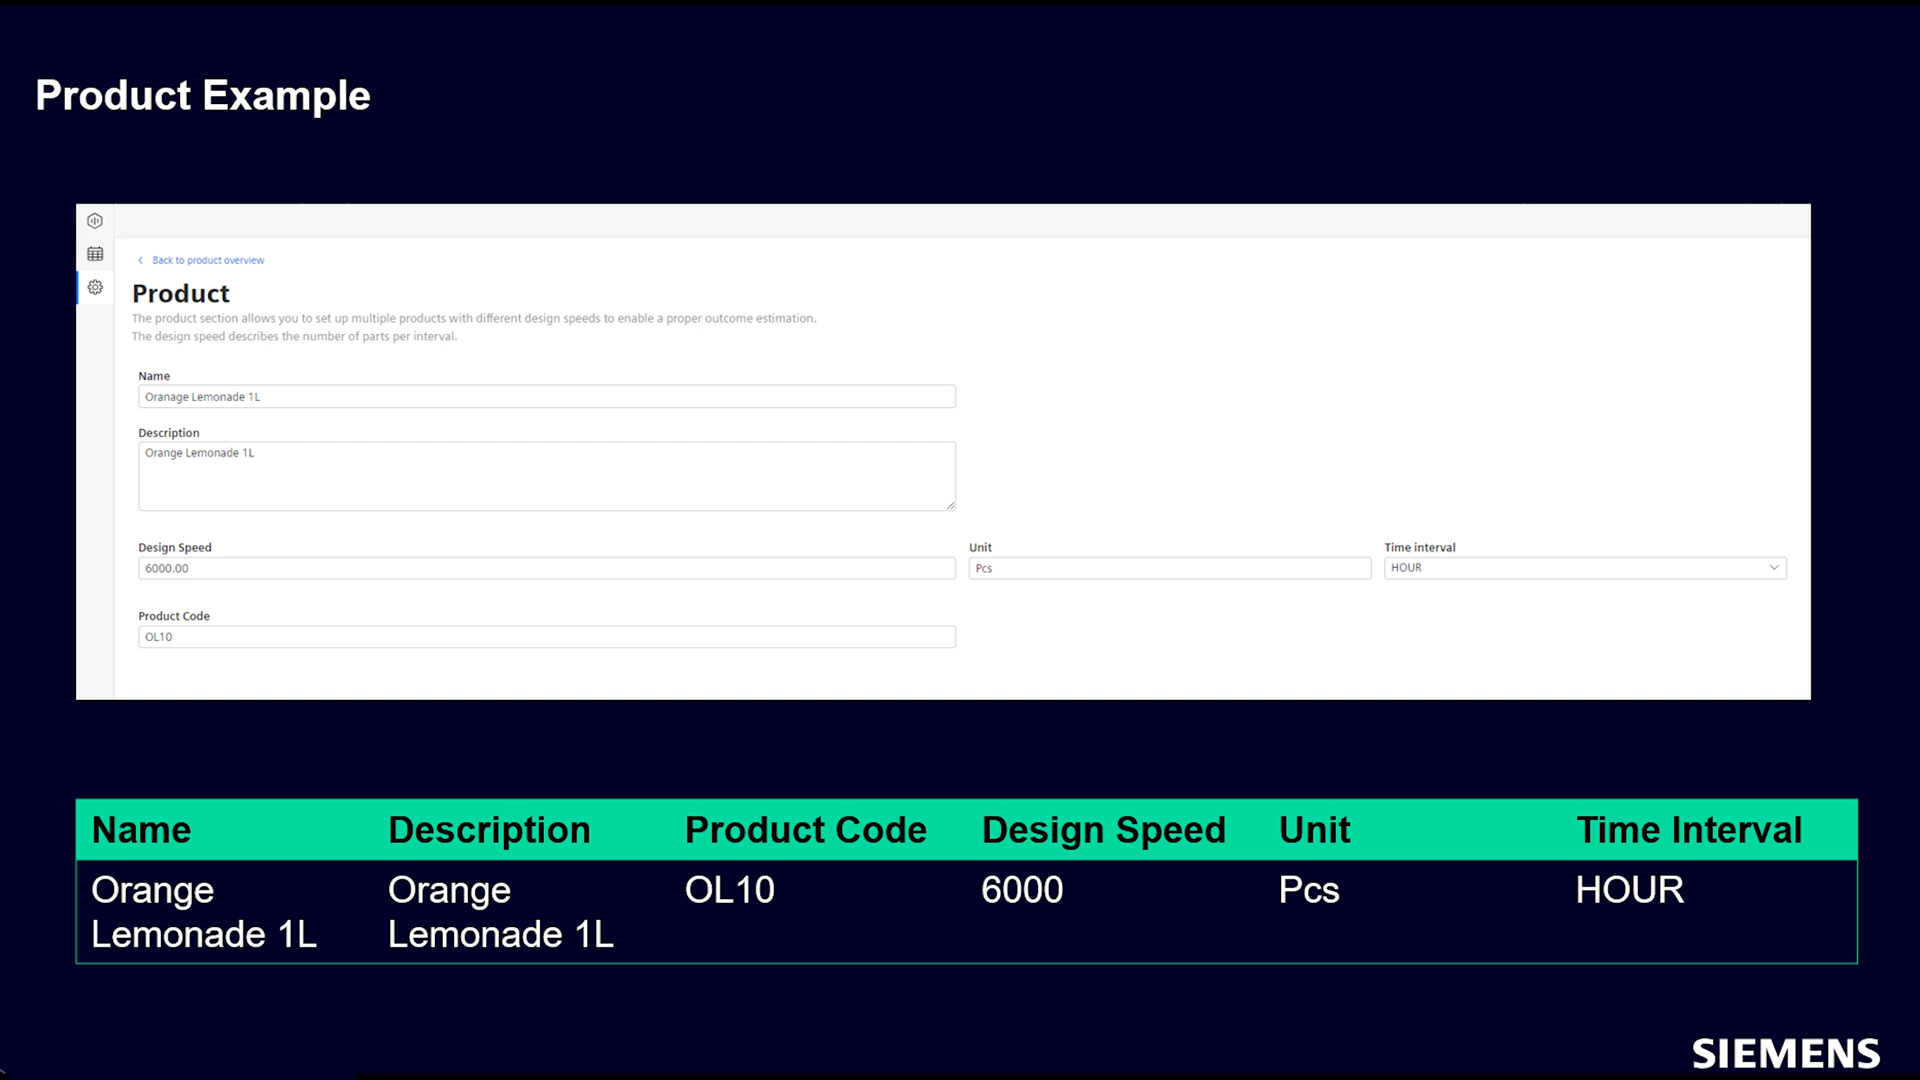 Product Example
Back to product overview
Product
The product section allows you to set up multiple products with different design speeds to enable a proper outcome estimation.
The design speed describes the number of parts per interval.
Name
Oranage Lemonade 1L
Description
Orange Lemonade 1L
Design Speed Unit Time interval
6000.00 Pcs HOUR
Product Code
OL10
Name Description Product Code Design Speed Unit Time Interval
Orange Orange OL10 6000 Pcs HOUR
Lemonade 1L Lemonade 1L
SIEMENS